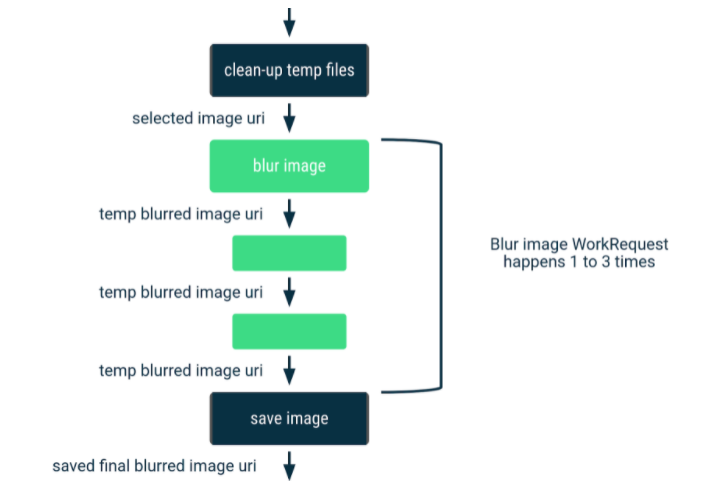 clean-up temp files
selected image uri
blur image
temp blurred image uri
Blur image WorkRequest
happens 1 to 3 times
temp blurred image uri
temp blurred image uri
save image
saved final blurred image uri